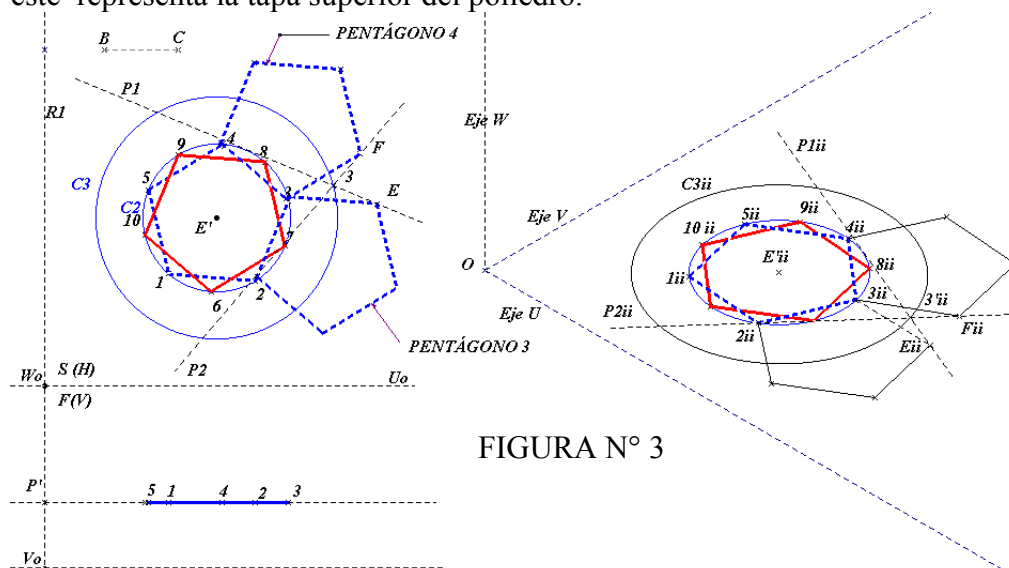 este representa la tapa superior del poliedro.
B C
PENTÁGONO 4
P1
R1
Eje W
P1ii
9 4 8
F
C3
5
3 3
C3ii
C2
E
9ii
10
E'
Eje V
5ii
4ii
10 ii
7
E'ii
O
1ii
8ii
1
2
3ii
3'ii
6
Eje U
P2ii
Fii
2ii
PENTÁGONO 3
Eii
P2
Wo S (H) Uo
F(V)
FIGURA N° 3
P' 5 1 4 2 3
Vo